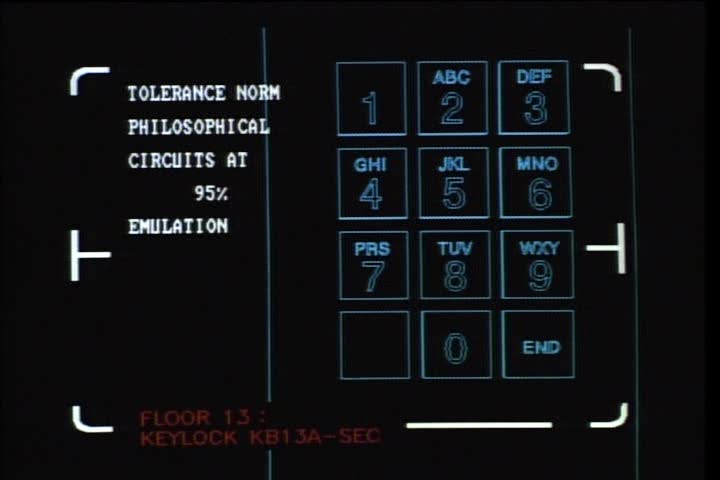 TOLERANCE NORM
PHILOSOPHICAL
CIRCUITS AT
95%
EMULATION
1
ABC
2
DEF
3
GHI
4
JKL
5
MNO
6
PRS
7
TUV
8
WXY
9
0
END
FLOOR 13 :
KEYLOCK KB13A-SEC